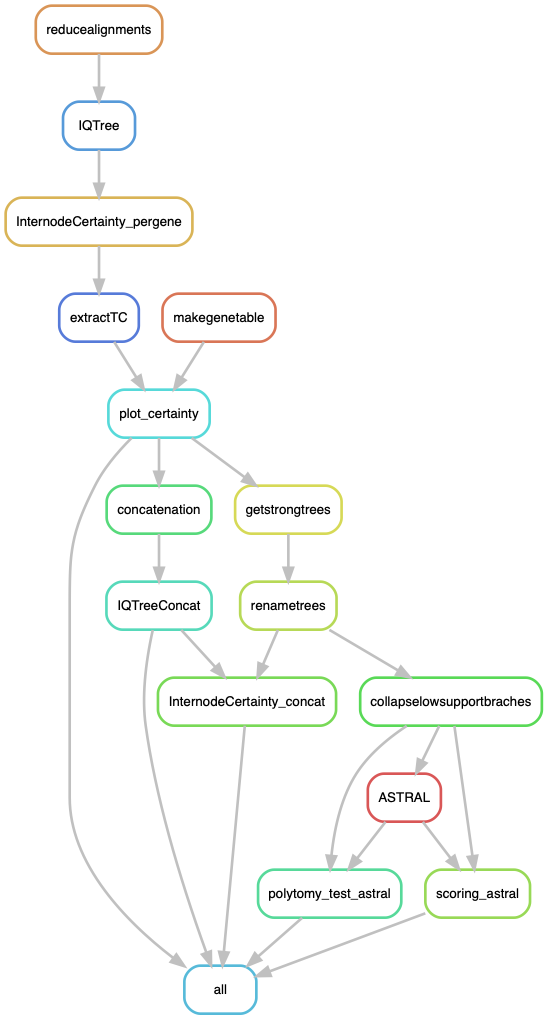 reducealignments
IQTree
InternodeCertainty_pergene
extractTC
makegenetable
plot_certainty
concatenation
getstrongtrees
IQTreeConcat
renametrees
InternodeCertainty_concat
collapselowsupportbraches
ASTRAL
polytomy_test_astral
scoring_astral
all